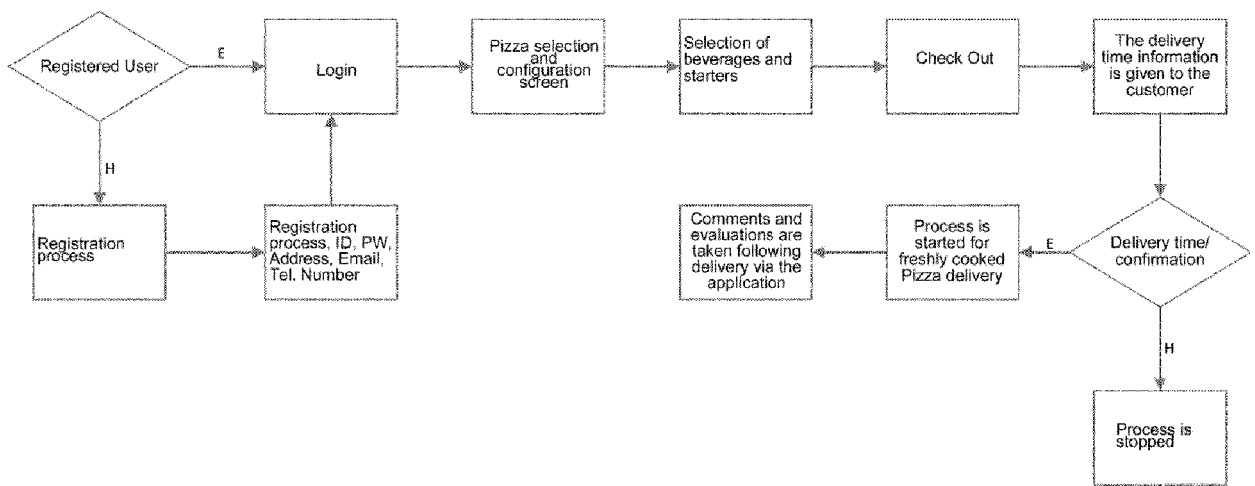 Registered User
E
Login
Pizza selection
and
configuration
screen
Selection of
beverages and
starters
Check Out
The delivery
time information
is given to the
customer
H
Registration
process
Registration
process, ID, PW,
Address, Email,
Tel. Number
Comments and
evaluations are
taken following
delivery via the
application
Process is
started for
freshly cooked
Pizza delivery
E
Delivery time/
confirmation
H
Process is
stopped